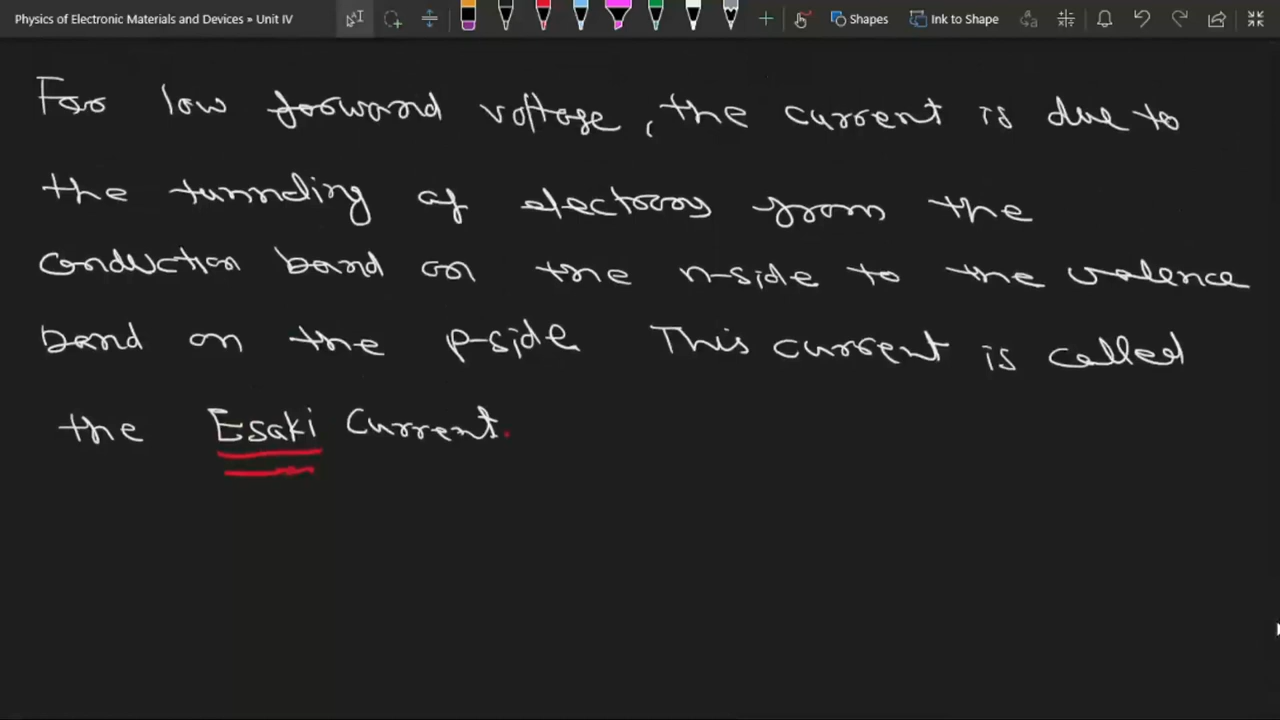 Physics of Electronic Materials and Devices » Unit IV
Shapes
Ink to Shape
For low forward voltage, the current is due to
the tunneling of electrons from the
conduction band on the n-side to the valence
band on the p-side. This current is called
the Esaki Current.